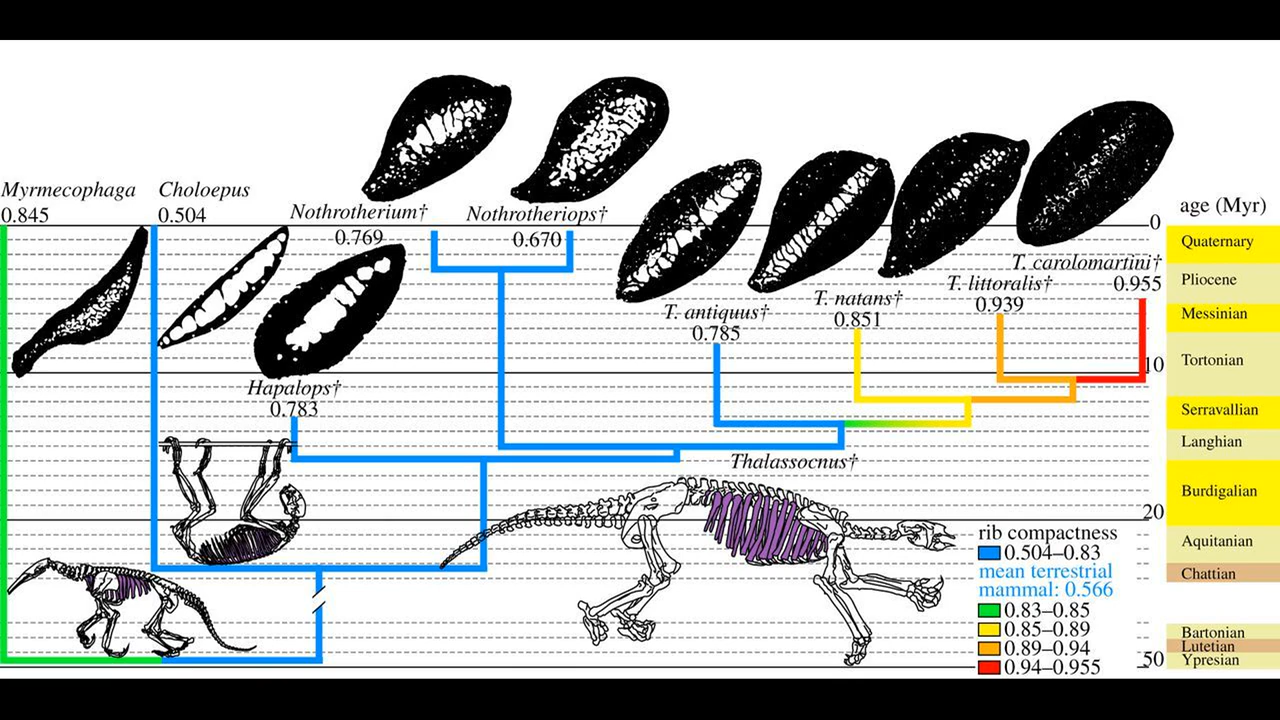 Myrmecophaga
0.845
Choloepus
0.504
Nothrotherium†
0.769
Nothrotheriops†
0.670
Hapalops†
0.783
T. antiquus†
0.785
T. natans†
0.851
T. littoralis†
0.939
T. carolomartini†
0.955
Thalassocnus†
age (Myr)
0
10
20
50
Quaternary
Pliocene
Messinian
Tortonian
Serravallian
Langhian
Burdigalian
Aquitanian
Chattian
Bartonian
Lutetian
Ypresian
rib compactness
0.504–0.83
mean terrestrial
mammal: 0.566
0.83–0.85
0.85–0.89
0.89–0.94
0.94–0.955